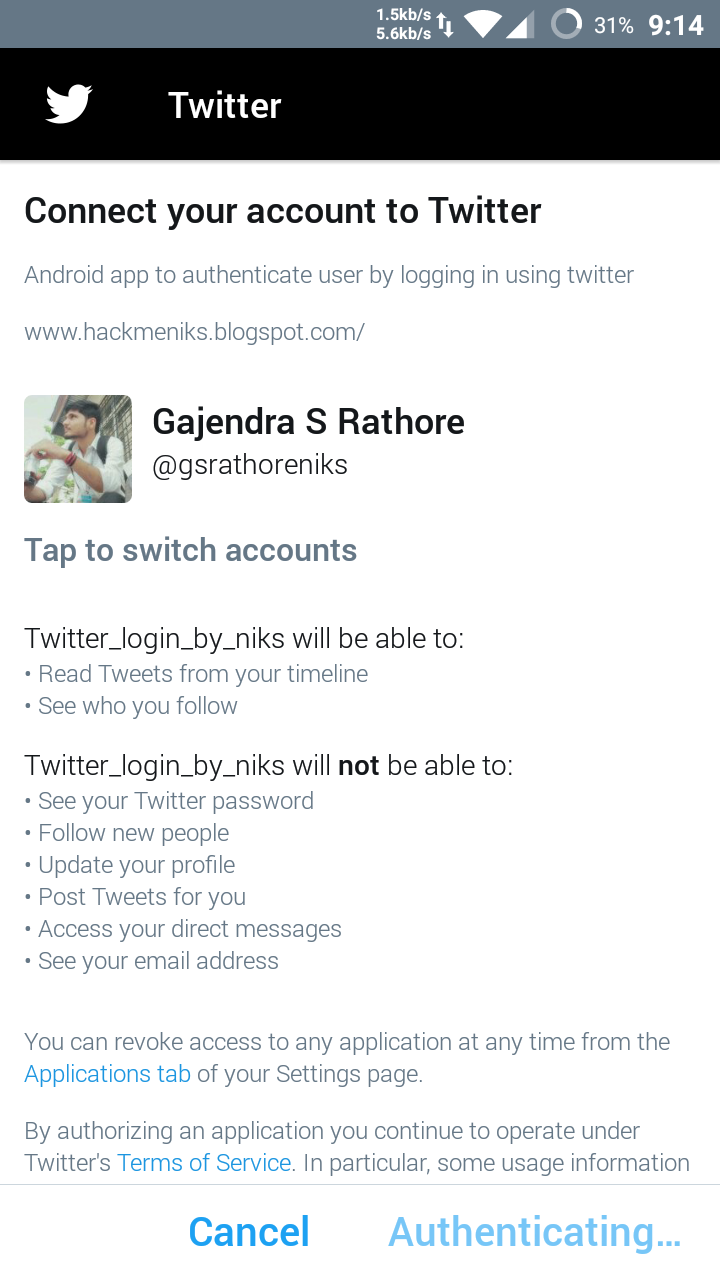 1.5kb/s
5.6kb/s
31% 9:14
Twitter
Connect your account to Twitter
Android app to authenticate user by logging in using twitter
www.hackmeniks.blogspot.com/
Gajendra S Rathore
@gsrathoreniks
Tap to switch accounts
Twitter_login_by_niks will be able to:
• Read Tweets from your timeline
• See who you follow
Twitter_login_by_niks will not be able to:
• See your Twitter password
• Follow new people
• Update your profile
• Post Tweets for you
• Access your direct messages
• See your email address
You can revoke access to any application at any time from the
Applications tab of your Settings page.
By authorizing an application you continue to operate under
Twitter's Terms of Service. In particular, some usage information
Cancel Authenticating…